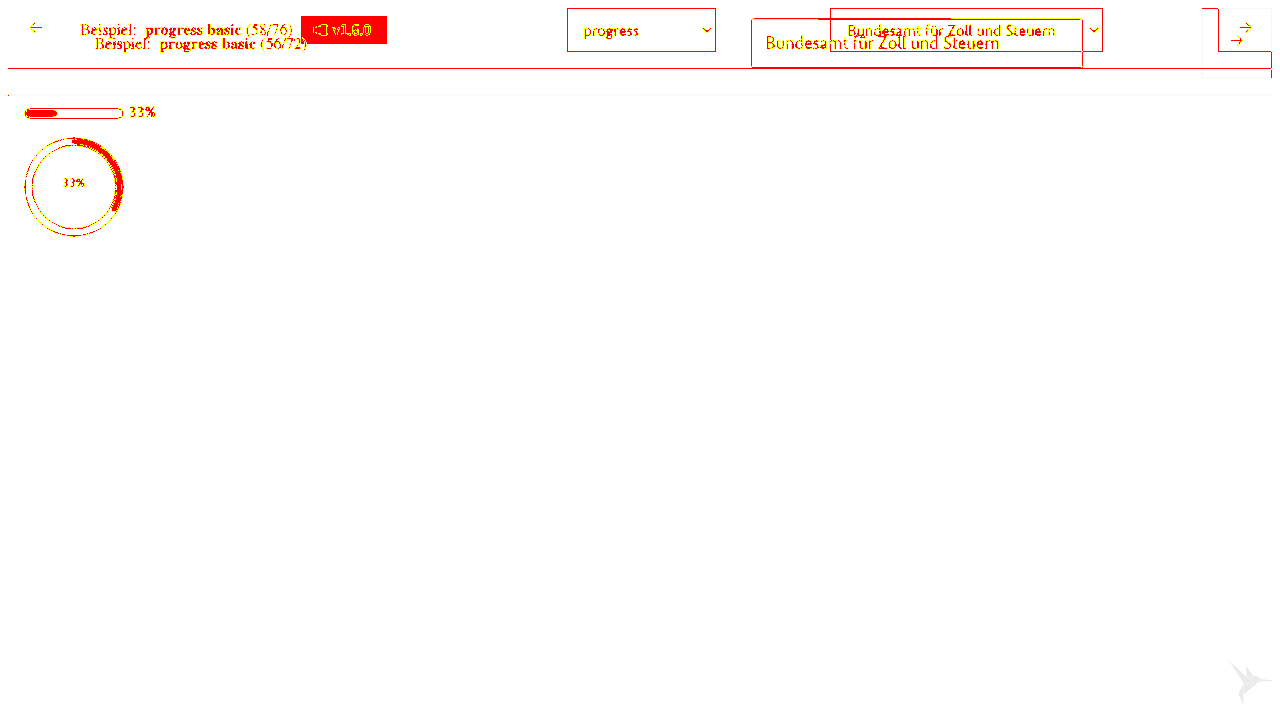 Beispiel: progress basic (58/76) v1.6.0 progress Bundesamt für Zoll und Steuern
Beispiel: progress basic (56/72) Bundesamt für Zoll und Steuern
33%
33%